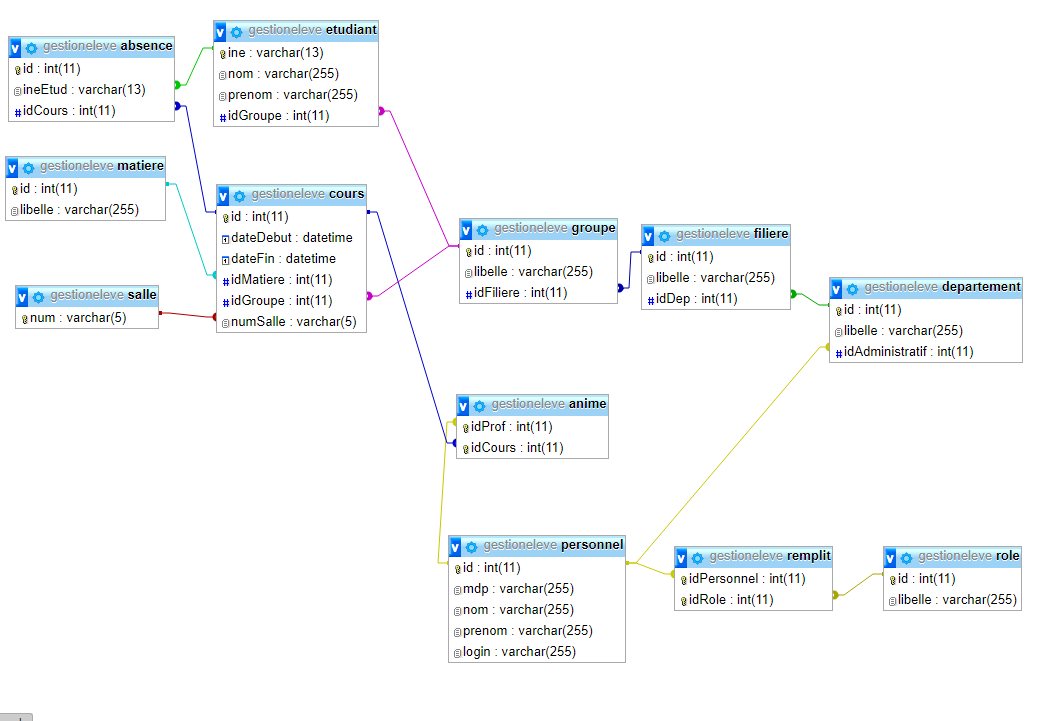 gestioneleve absence
id : int(11)
ineEtud : varchar(13)
idCours : int(11)
gestioneleve etudiant
ine : varchar(13)
nom : varchar(255)
prenom : varchar(255)
idGroupe : int(11)
gestioneleve matiere
id : int(11)
libelle : varchar(255)
gestioneleve cours
id : int(11)
dateDebut : datetime
dateFin : datetime
idMatiere : int(11)
idGroupe : int(11)
numSalle : varchar(5)
gestioneleve salle
num : varchar(5)
gestioneleve groupe
id : int(11)
libelle : varchar(255)
idFiliere : int(11)
gestioneleve filiere
id : int(11)
libelle : varchar(255)
idDep : int(11)
gestioneleve departement
id : int(11)
libelle : varchar(255)
idAdministratif : int(11)
gestioneleve anime
idProf : int(11)
idCours : int(11)
gestioneleve personnel
id : int(11)
mdp : varchar(255)
nom : varchar(255)
prenom : varchar(255)
login : varchar(255)
gestioneleve remplit
idPersonnel : int(11)
idRole : int(11)
gestioneleve role
id : int(11)
libelle : varchar(255)